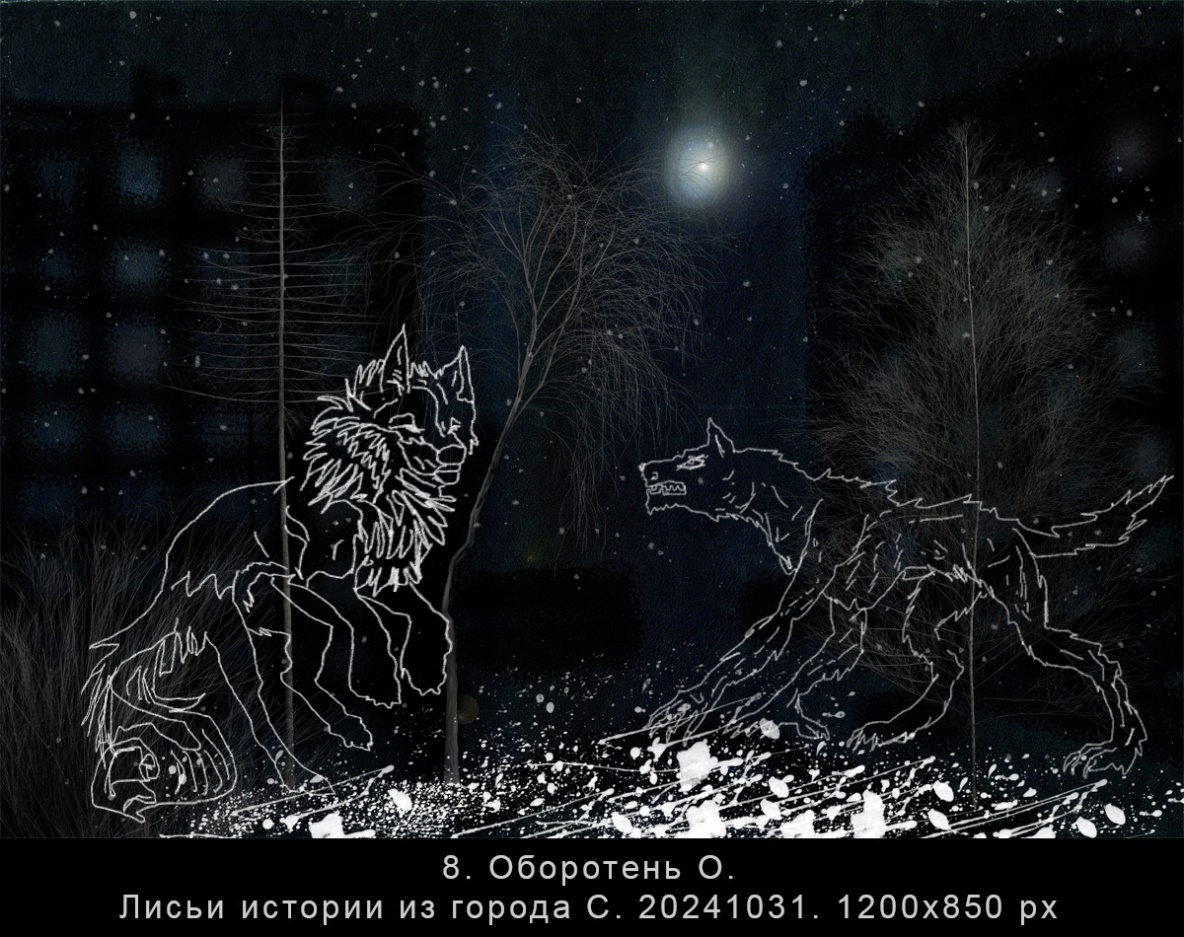 8. Оборотень О.
Лисьи истории из города С. 20241031. 1200x850 px